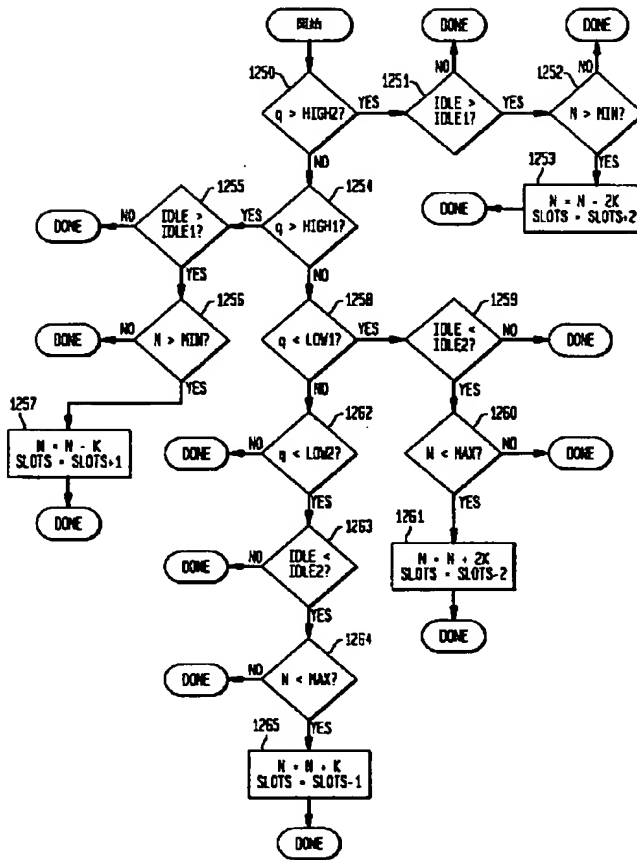 開始
DONE
DONE
1250
1251
1252
q > HIGH2?
YES
NO
IDLE >
IDLE1?
YES
NO
N > MIN?
YES
NO
1253
N = N - 2K
SLOTS = SLOTS+2
DONE
1255
1254
DONE
NO
IDLE >
IDLE1?
YES
q > HIGH1?
YES
NO
1256
1258
1259
DONE
NO
N > MIN?
YES
q < LOW1?
YES
NO
IDLE <
IDLE2?
NO
DONE
YES
1257
N = N - K
SLOTS = SLOTS+1
DONE
1262
1260
DONE
NO
q < LOW2?
YES
N < MAX?
NO
DONE
YES
1263
1261
DONE
NO
IDLE <
IDLE2?
YES
N = N + 2K
SLOTS = SLOTS-2
DONE
1264
DONE
NO
N < MAX?
YES
1265
N = N + K
SLOTS = SLOTS-1
DONE